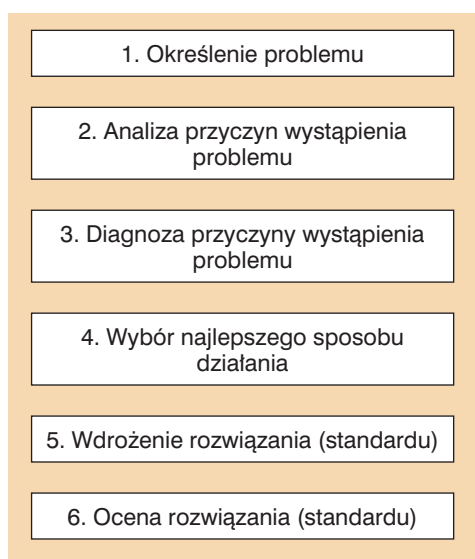 1. Określenie problemu
2. Analiza przyczyn wystąpienia
problemu
3. Diagnoza przyczyny wystąpienia
problemu
4. Wybór najlepszego sposobu
działania
5. Wdrożenie rozwiązania (standardu)
6. Ocena rozwiązania (standardu)